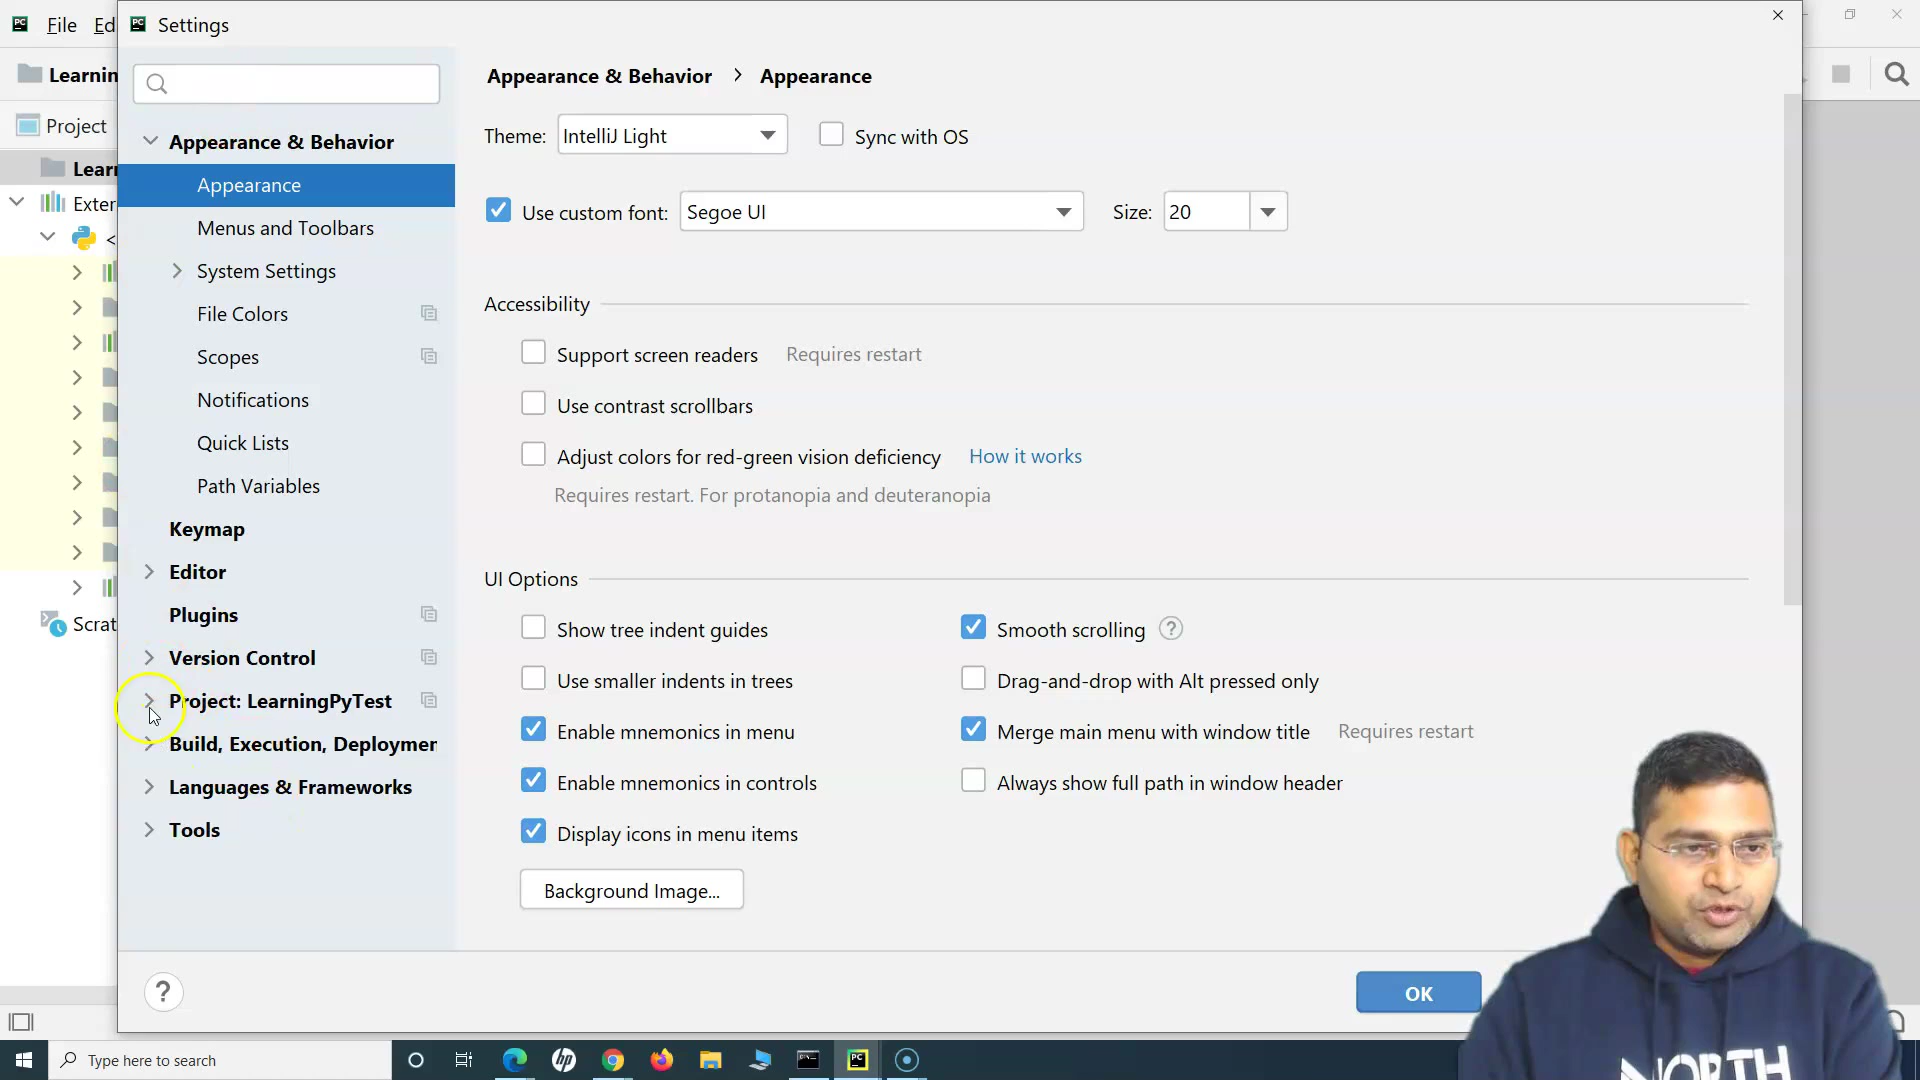 File Ed
Settings
Learnin
Project
Learn
Exter
<
Scrat
Appearance & Behavior
Appearance
Menus and Toolbars
System Settings
File Colors
Scopes
Notifications
Quick Lists
Path Variables
Keymap
Editor
Plugins
Version Control
Project: LearningPyTest
Build, Execution, Deploymen
Languages & Frameworks
Tools
Appearance & Behavior > Appearance
Theme: IntelliJ Light Sync with OS
Use custom font: Segoe UI Size: 20
Accessibility
Support screen readers Requires restart
Use contrast scrollbars
Adjust colors for red-green vision deficiency How it works
Requires restart. For protanopia and deuteranopia
UI Options
Show tree indent guides Smooth scrolling ?
Use smaller indents in trees Drag-and-drop with Alt pressed only
Enable mnemonics in menu Merge main menu with window title Requires restart
Enable mnemonics in controls Always show full path in window header
Display icons in menu items
Background Image...
? OK
NORTH
Type here to search